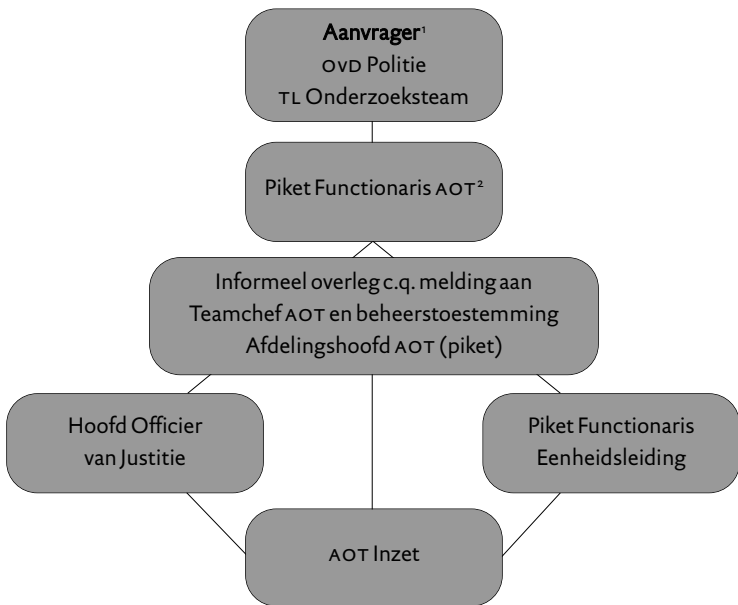 Aanvrager¹
OVD Politie
TL Onderzoeksteam
Piket Functionaris AOT²
Informeel overleg c.q. melding aan
Teamchef AOT en beheerstoestemming
Afdelingshoofd AOT (piket)
Hoofd Officier
van Justitie
Piket Functionaris
Eenheidsleiding
AOT Inzet